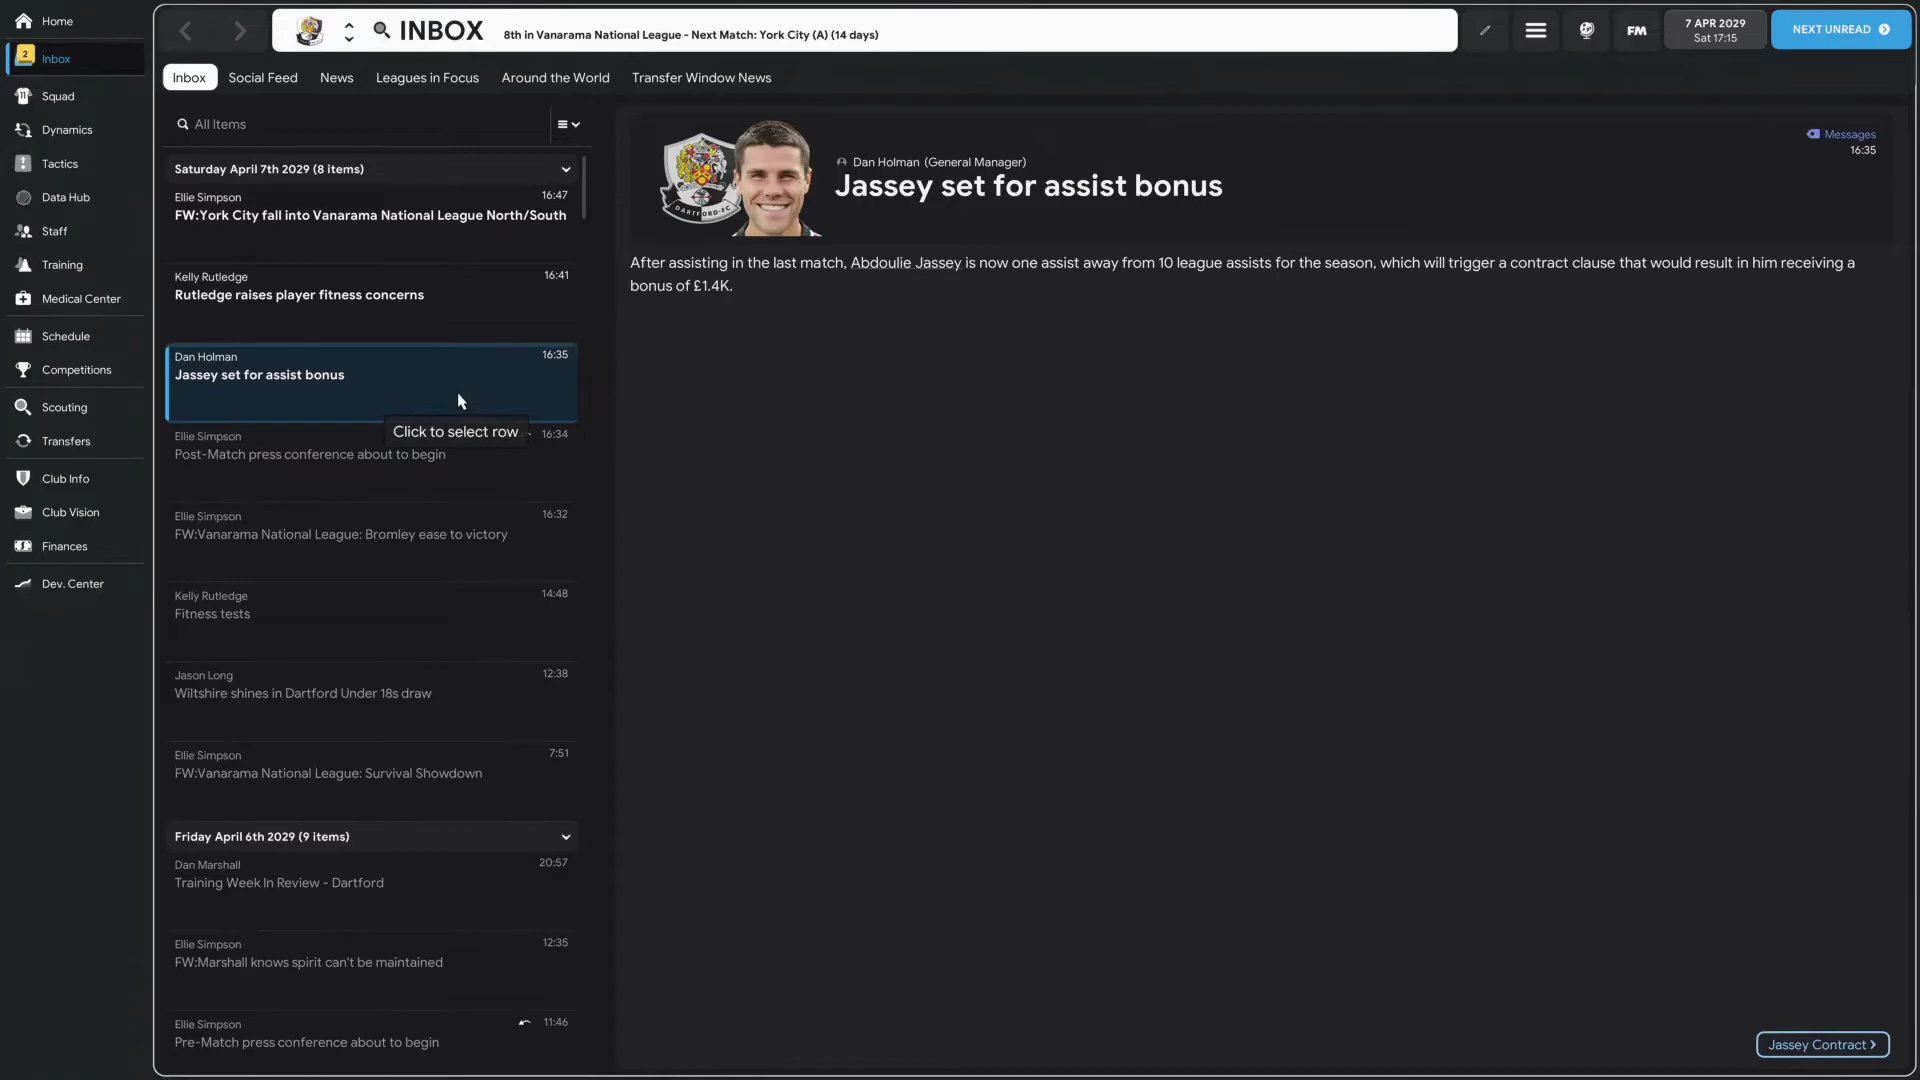 Home
2
Inbox
Squad
Dynamics
Tactics
Data Hub
Staff
Training
Medical Center
Schedule
Competitions
Scouting
Transfers
Club Info
Club Vision
Finances
Dev. Center
INBOX
8th in Vanarama National League - Next Match: York City (A) (14 days)
FM
7 APR 2029
Sat 17:15
NEXT UNREAD
Inbox
Social Feed
News
Leagues in Focus
Around the World
Transfer Window News
All Items
Saturday April 7th 2029 (8 items)
Ellie Simpson 16:47
FW:York City fall into Vanarama National League North/South
Kelly Rutledge 16:41
Rutledge raises player fitness concerns
Dan Holman 16:35
Jassey set for assist bonus
Click to select row
Ellie Simpson 16:34
Post-Match press conference about to begin
Ellie Simpson 16:32
FW:Vanarama National League: Bromley ease to victory
Kelly Rutledge 14:48
Fitness tests
Jason Long 12:38
Wiltshire shines in Dartford Under 18s draw
Ellie Simpson 7:51
FW:Vanarama National League: Survival Showdown
Friday April 6th 2029 (9 items)
Dan Marshall 20:57
Training Week In Review - Dartford
Ellie Simpson 12:35
FW:Marshall knows spirit can't be maintained
Ellie Simpson 11:46
Pre-Match press conference about to begin
DARTFORD FC
Dan Holman (General Manager)
Jassey set for assist bonus
Messages
16:35
After assisting in the last match, Abdoulie Jassey is now one assist away from 10 league assists for the season, which will trigger a contract clause that would result in him receiving a
bonus of £1.4K.
Jassey Contract